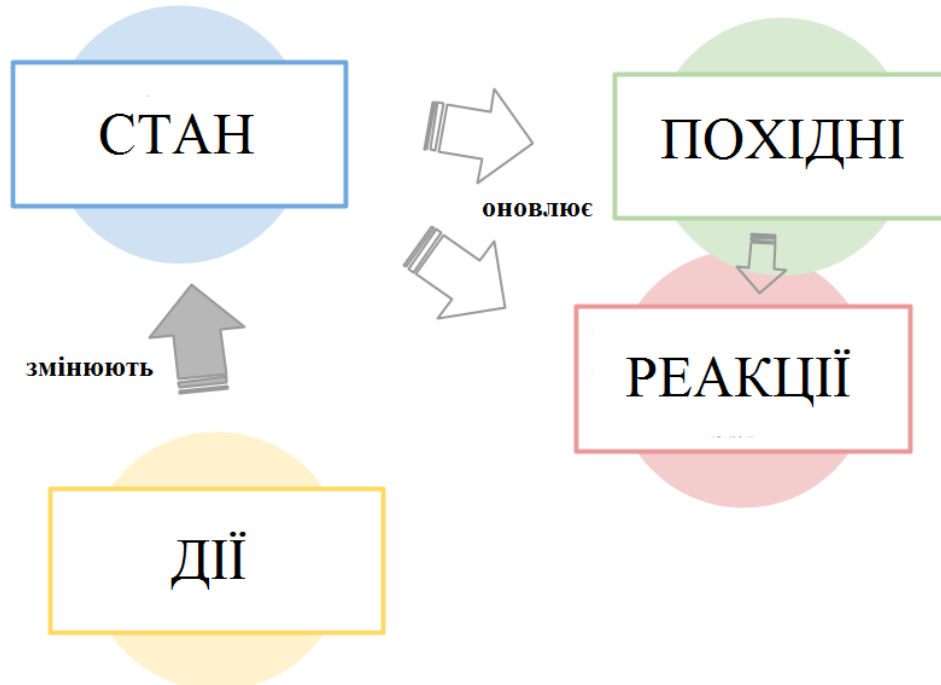 СТАН
ПОХІДНІ
оновлює
змінюють
РЕАКЦІЇ
ДІЇ